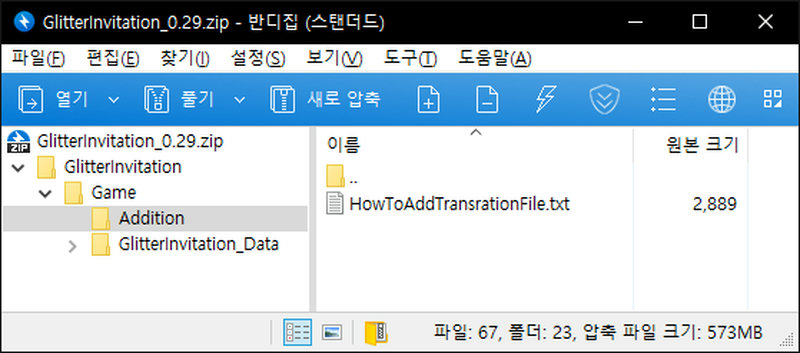 GlitterInvitation_0.29.zip - 반디집 (스탠더드)
파일(F) 편집(E) 찾기(I) 설정(S) 보기(V) 도구(T) 도움말(A)
열기 풀기 새로 압축
ZIP GlitterInvitation_0.29.zip
GlitterInvitation
Game
Addition
GlitterInvitation_Data
이름 원본 크기
..
HowToAddTransrationFile.txt 2,889
파일: 67, 폴더: 23, 압축 파일 크기: 573MB